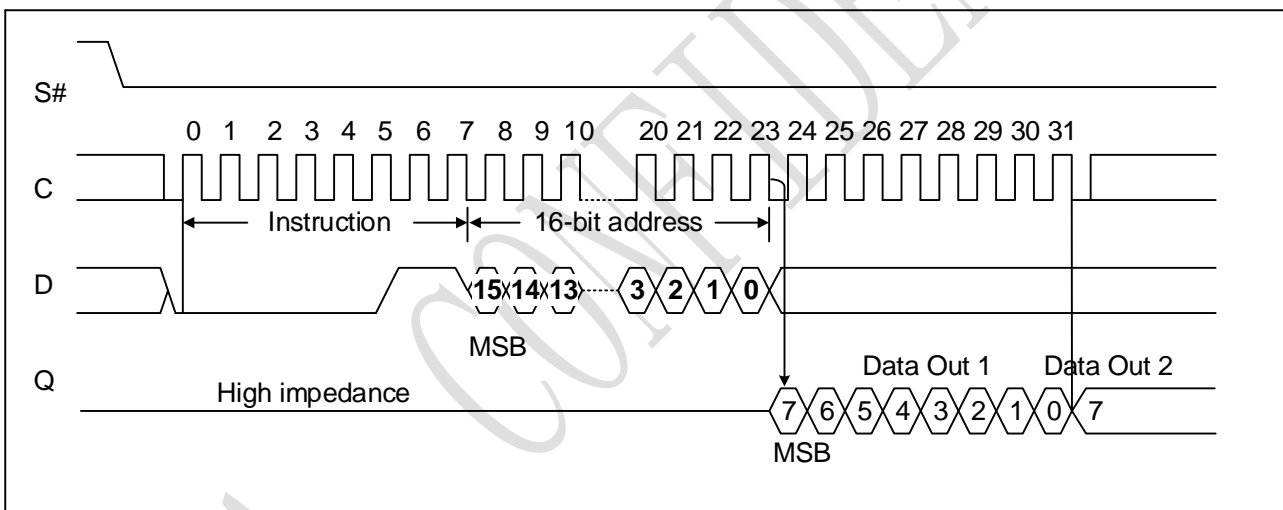 S#
0 1 2 3 4 5 6 7 8 9 10 20 21 22 23 24 25 26 27 28 29 30 31
C
Instruction 16-bit address
D
15 14 13 3 2 1 0
MSB
Q
High impedance
Data Out 1 Data Out 2
7 6 5 4 3 2 1 0 7
MSB